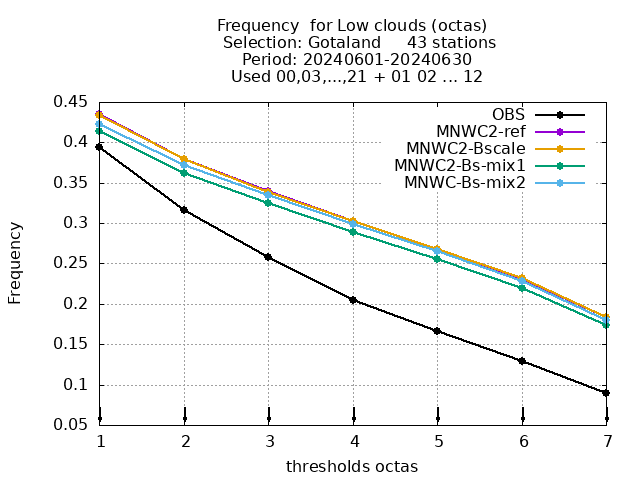 Frequency  for Low clouds (octas)
Selection: Gotaland     43 stations
Period: 20240601-20240630
Used 00,03,...,21 + 01 02 ... 12
0.45
0.4
0.35
0.3
0.25
0.2
0.15
0.1
0.05
Frequency
OBS
MNWC2-ref
MNWC2-Bscale
MNWC2-Bs-mix1
MNWC-Bs-mix2
1 2 3 4 5 6 7
thresholds octas